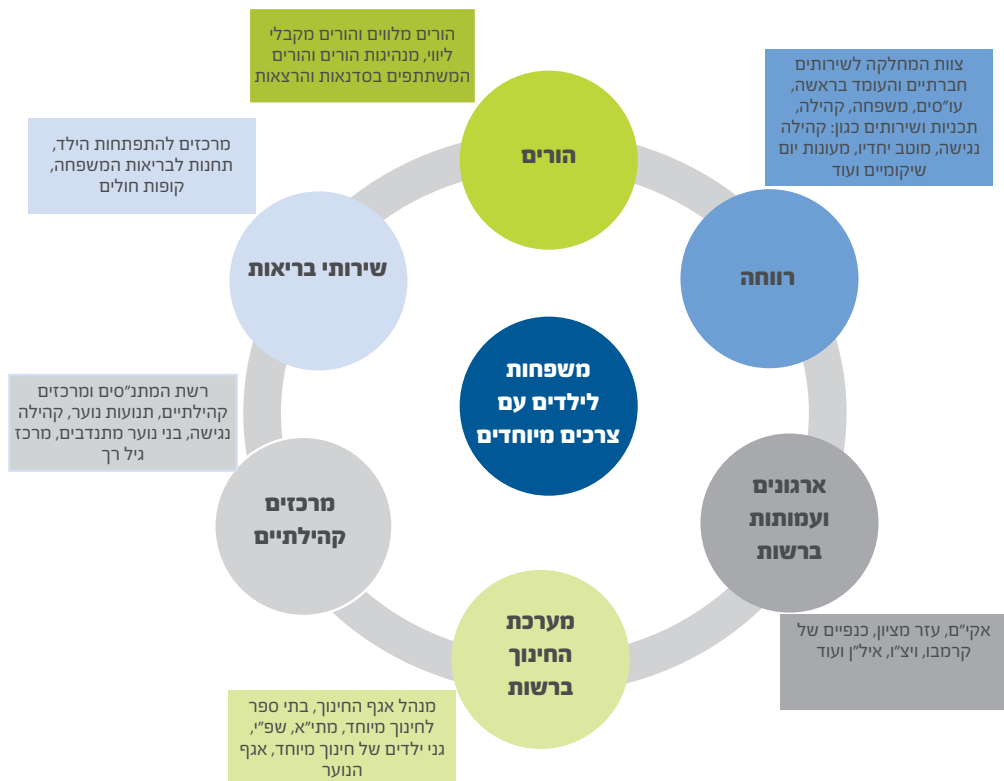 הורים מלווים והורים מקבלי
ליווי, מנהיגות הורים והורים
המשתתפים בסדנאות והרצאות
הורים
צוות המחלקה לשירותים
חברתיים והעומד בראשה,
עו"סים, משפחה, קהילה,
תכניות ושירותים כגון: קהילה
נגישה, מוטב יחדיו, מעונות יום
שיקומיים ועוד
רווחה
מרכזים להתפתחות הילד,
תחנות לבריאות המשפחה,
קופות חולים
שירותי בריאות
משפחות
לילדים עם
צרכים מיוחדים
רשת המתנ"סים ומרכזים
קהילתיים, תנועות נוער, קהילה
נגישה, בני נוער מתנדבים, מרכז
גיל רך
מרכזים
קהילתיים
ארגונים
ועמותות
ברשות
אקי"ם, עזר מציון, כנפיים של
קרמבו, ויצ"ו, איל"ן ועוד
מערכת
החינוך
ברשות
מנהל אגף החינוך, בתי ספר
לחינוך מיוחד, מתי"א, שפ"י,
גני ילדים של חינוך מיוחד, אגף
הנוער